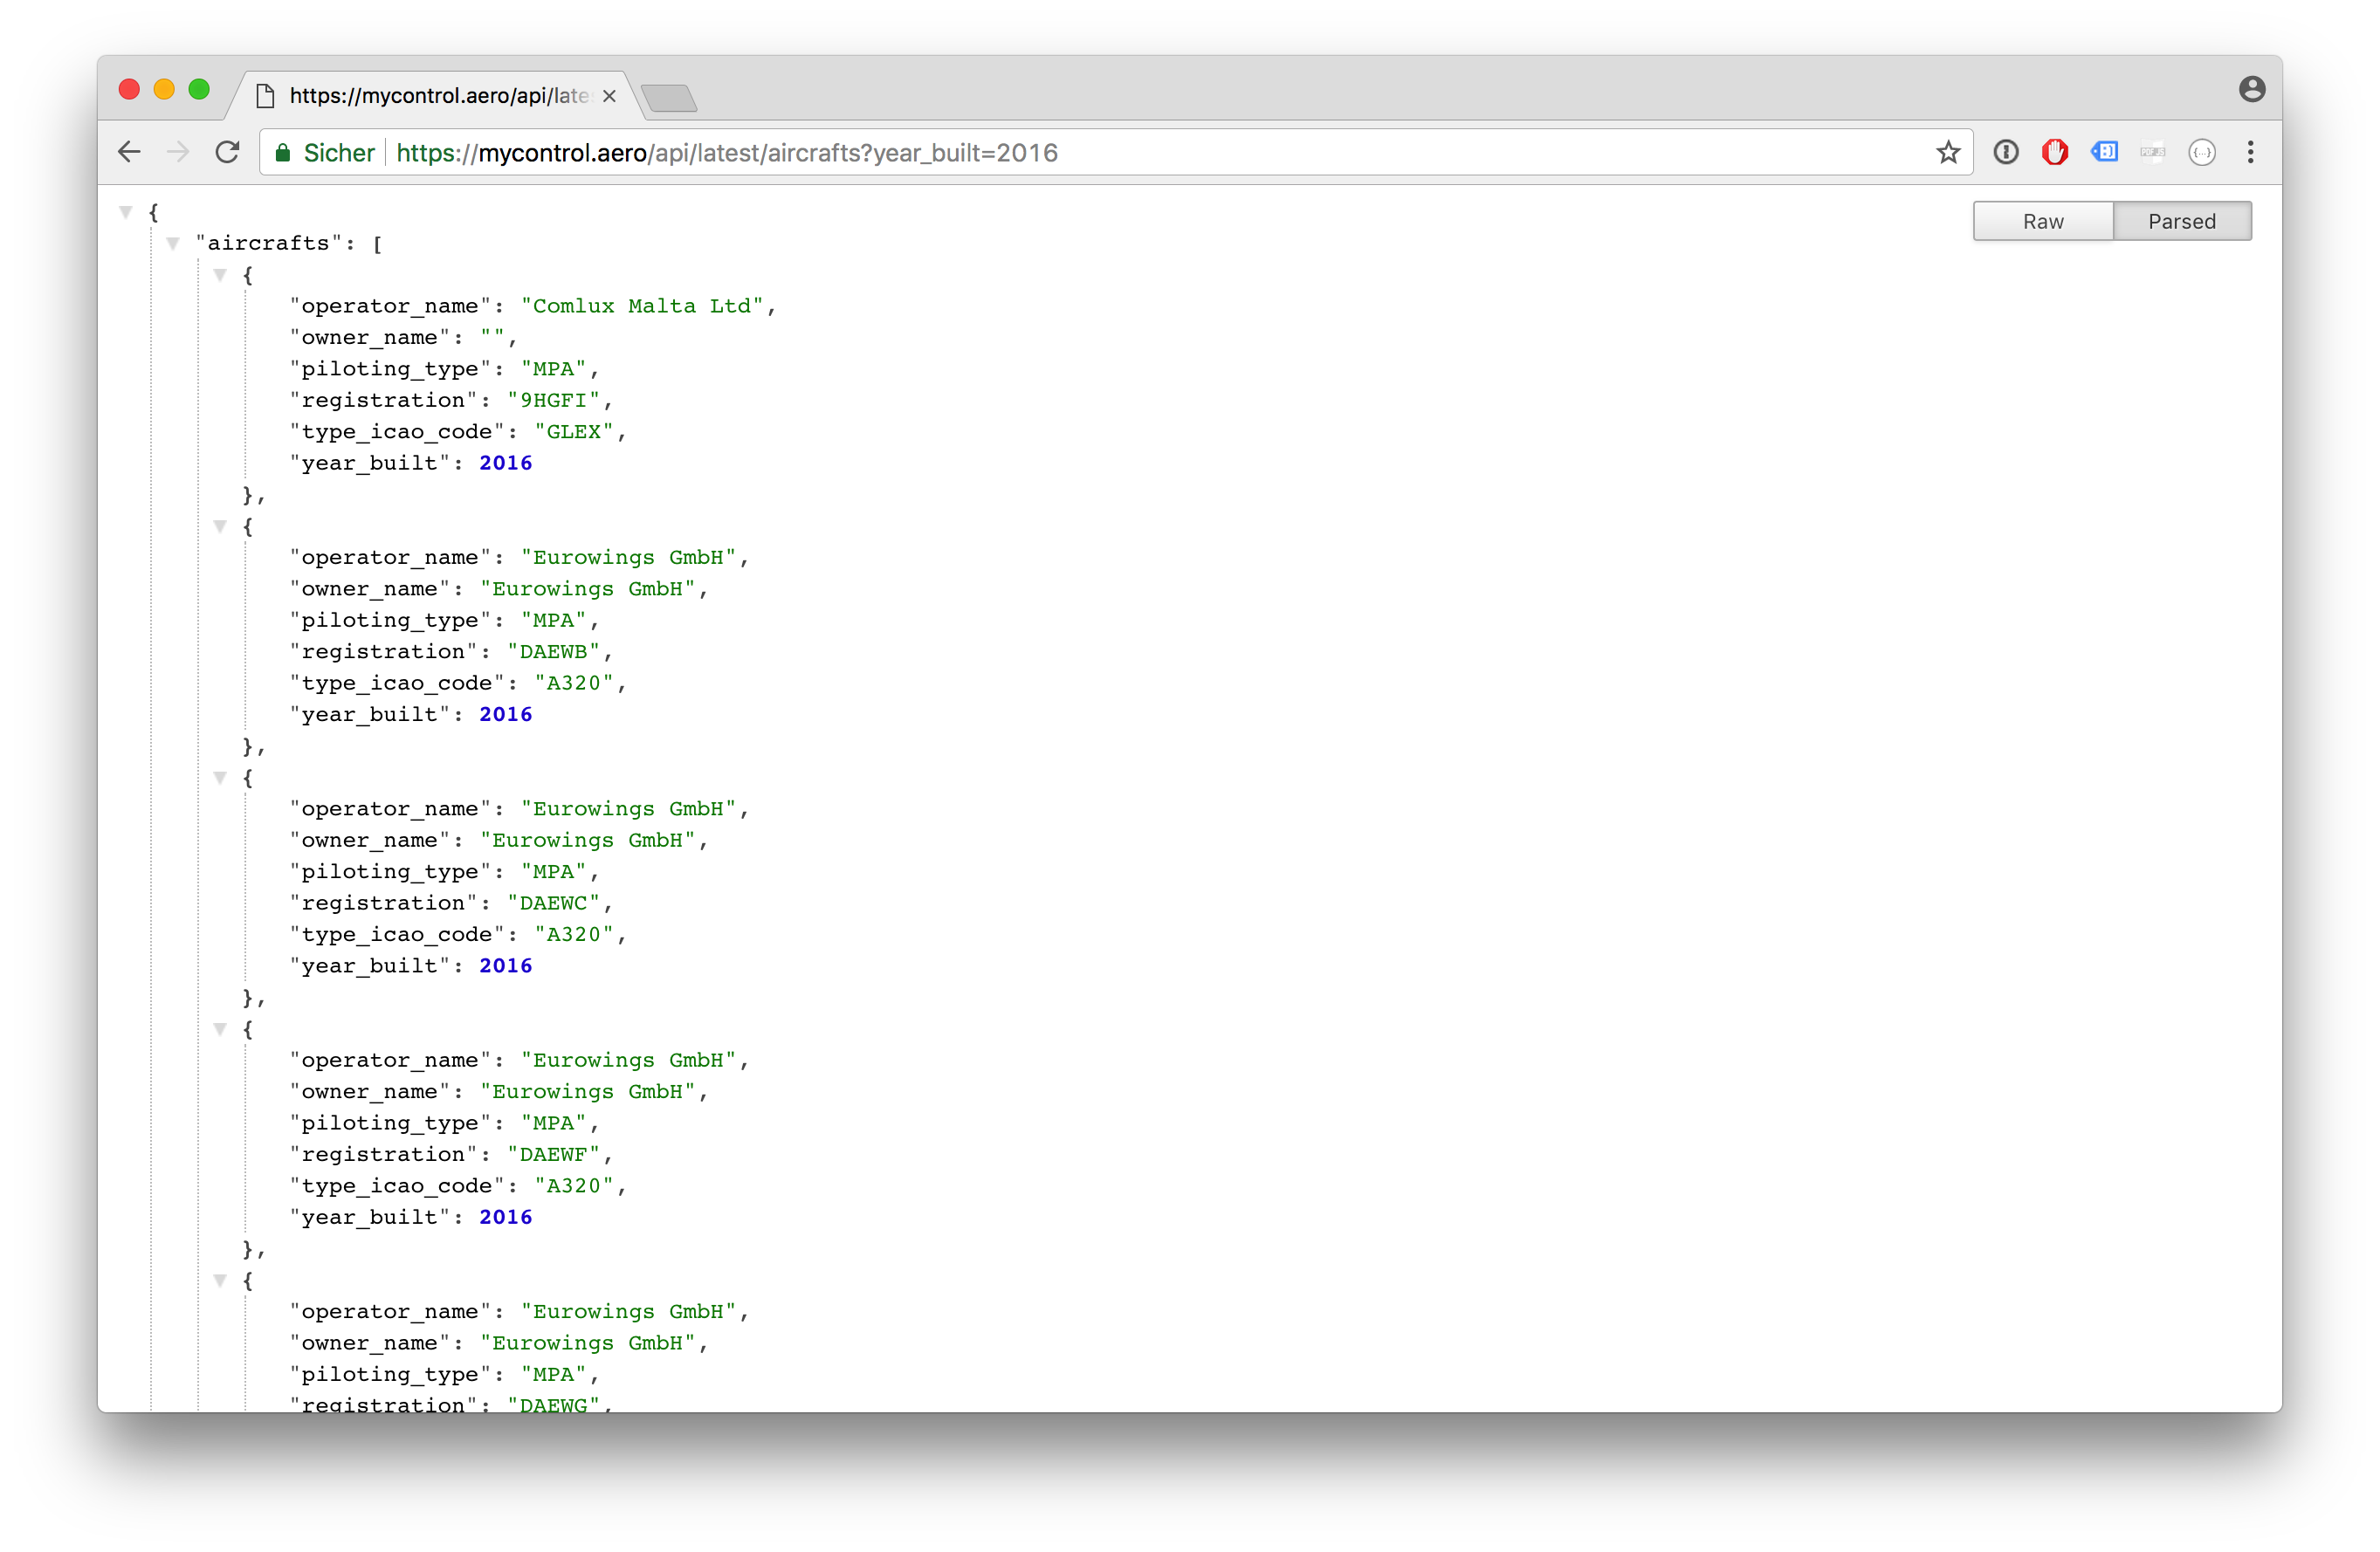 https://mycontrol.aero/api/late
Sicher https://mycontrol.aero/api/latest/aircrafts?year_built=2016
Raw Parsed
{
"aircrafts": [
{
"operator_name": "Comlux Malta Ltd",
"owner_name": "",
"piloting_type": "MPA",
"registration": "9HGFI",
"type_icao_code": "GLEX",
"year_built": 2016
},
{
"operator_name": "Eurowings GmbH",
"owner_name": "Eurowings GmbH",
"piloting_type": "MPA",
"registration": "DAEWB",
"type_icao_code": "A320",
"year_built": 2016
},
{
"operator_name": "Eurowings GmbH",
"owner_name": "Eurowings GmbH",
"piloting_type": "MPA",
"registration": "DAEWC",
"type_icao_code": "A320",
"year_built": 2016
},
{
"operator_name": "Eurowings GmbH",
"owner_name": "Eurowings GmbH",
"piloting_type": "MPA",
"registration": "DAEWF",
"type_icao_code": "A320",
"year_built": 2016
},
{
"operator_name": "Eurowings GmbH",
"owner_name": "Eurowings GmbH",
"piloting_type": "MPA",
"registration": "DAEWG",